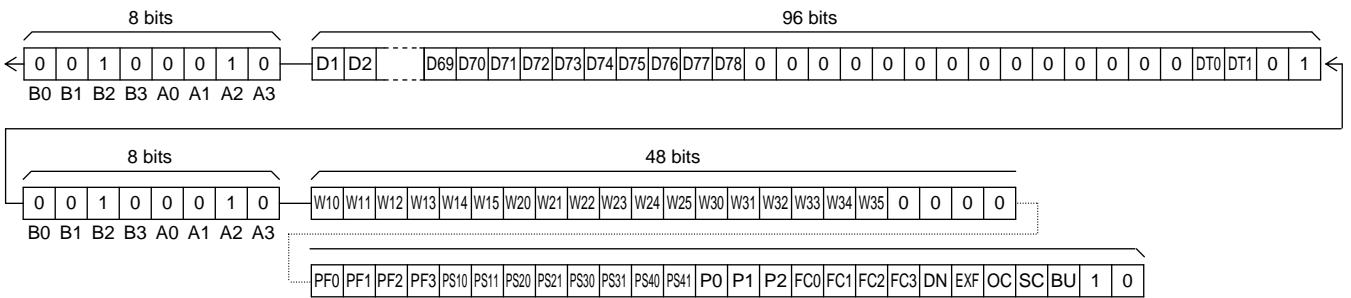 8 bits 96 bits
0 0 1 0 0 0 1 0 D1 D2 D69 D70 D71 D72 D73 D74 D75 D76 D77 D78 0 0 0 0 0 0 0 0 0 0 0 0 0 0 DT0 DT1 0 1
B0 B1 B2 B3 A0 A1 A2 A3
8 bits 48 bits
0 0 1 0 0 0 1 0 W10 W11 W12 W13 W14 W15 W20 W21 W22 W23 W24 W25 W30 W31 W32 W33 W34 W35 0 0 0 0
B0 B1 B2 B3 A0 A1 A2 A3
PF0 PF1 PF2 PF3 PS10 PS11 PS20 PS21 PS30 PS31 PS40 PS41 P0 P1 P2 FC0 FC1 FC2 FC3 DN EXF OC SC BU 1 0